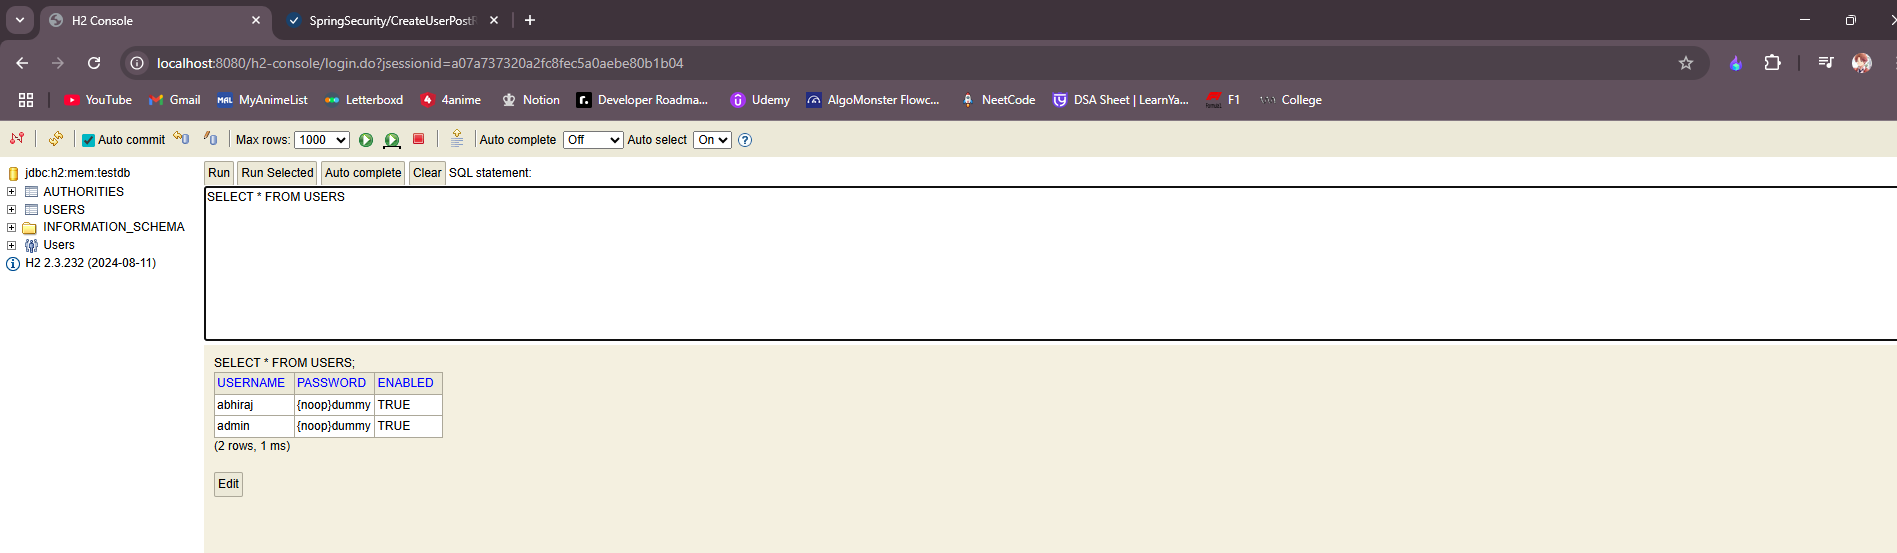 H2 Console
SpringSecurity/CreateUserPostR
localhost:8080/h2-console/login.do?jsessionid=a07a737320a2fc8fec5a0aebe80b1b04
YouTube Gmail MAL MyAnimeList Letterboxd 4anime Notion r. Developer Roadma... Udemy AlgoMonster Flowc... NeetCode DSA Sheet | LearnYa... F1 College
Auto commit Max rows: 1000 Auto complete Off Auto select On ?
jdbc:h2:mem:testdb
AUTHORITIES
USERS
INFORMATION_SCHEMA
Users
H2 2.3.232 (2024-08-11)
Run Run Selected Auto complete Clear SQL statement:
SELECT * FROM USERS
SELECT * FROM USERS;
USERNAME PASSWORD ENABLED
abhiraj {noop}dummy TRUE
admin {noop}dummy TRUE
(2 rows, 1 ms)
Edit